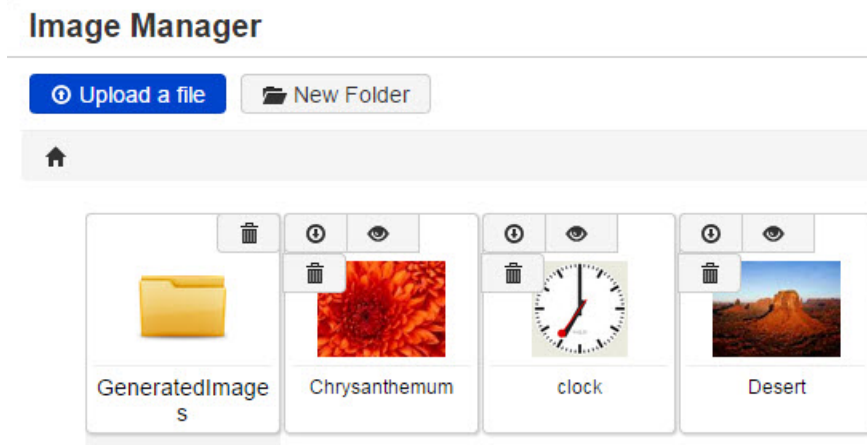 Image Manager
Upload a file
New Folder
GeneratedImage
s
Chrysanthemum
clock
Desert